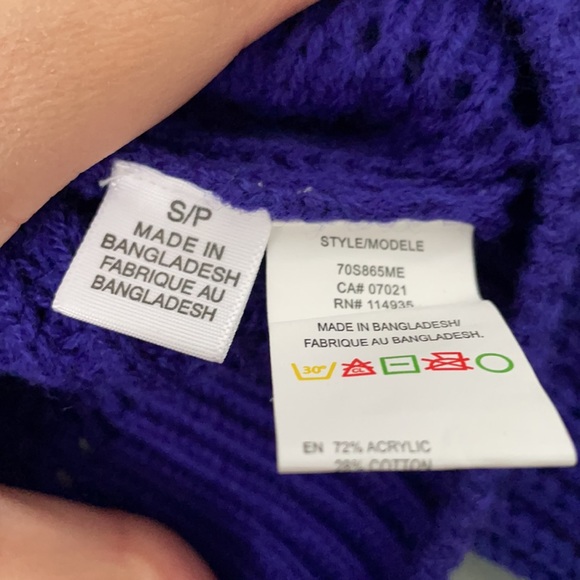 S/P
MADE IN
BANGLADESH
FABRIQUE AU
BANGLADESH
STYLE/MODELE
70S865ME
CA# 07021
RN# 114935
MADE IN BANGLADESH/
FABRIQUE AU BANGLADESH.
30° CL
EN 72% ACRYLIC
28% COTTON